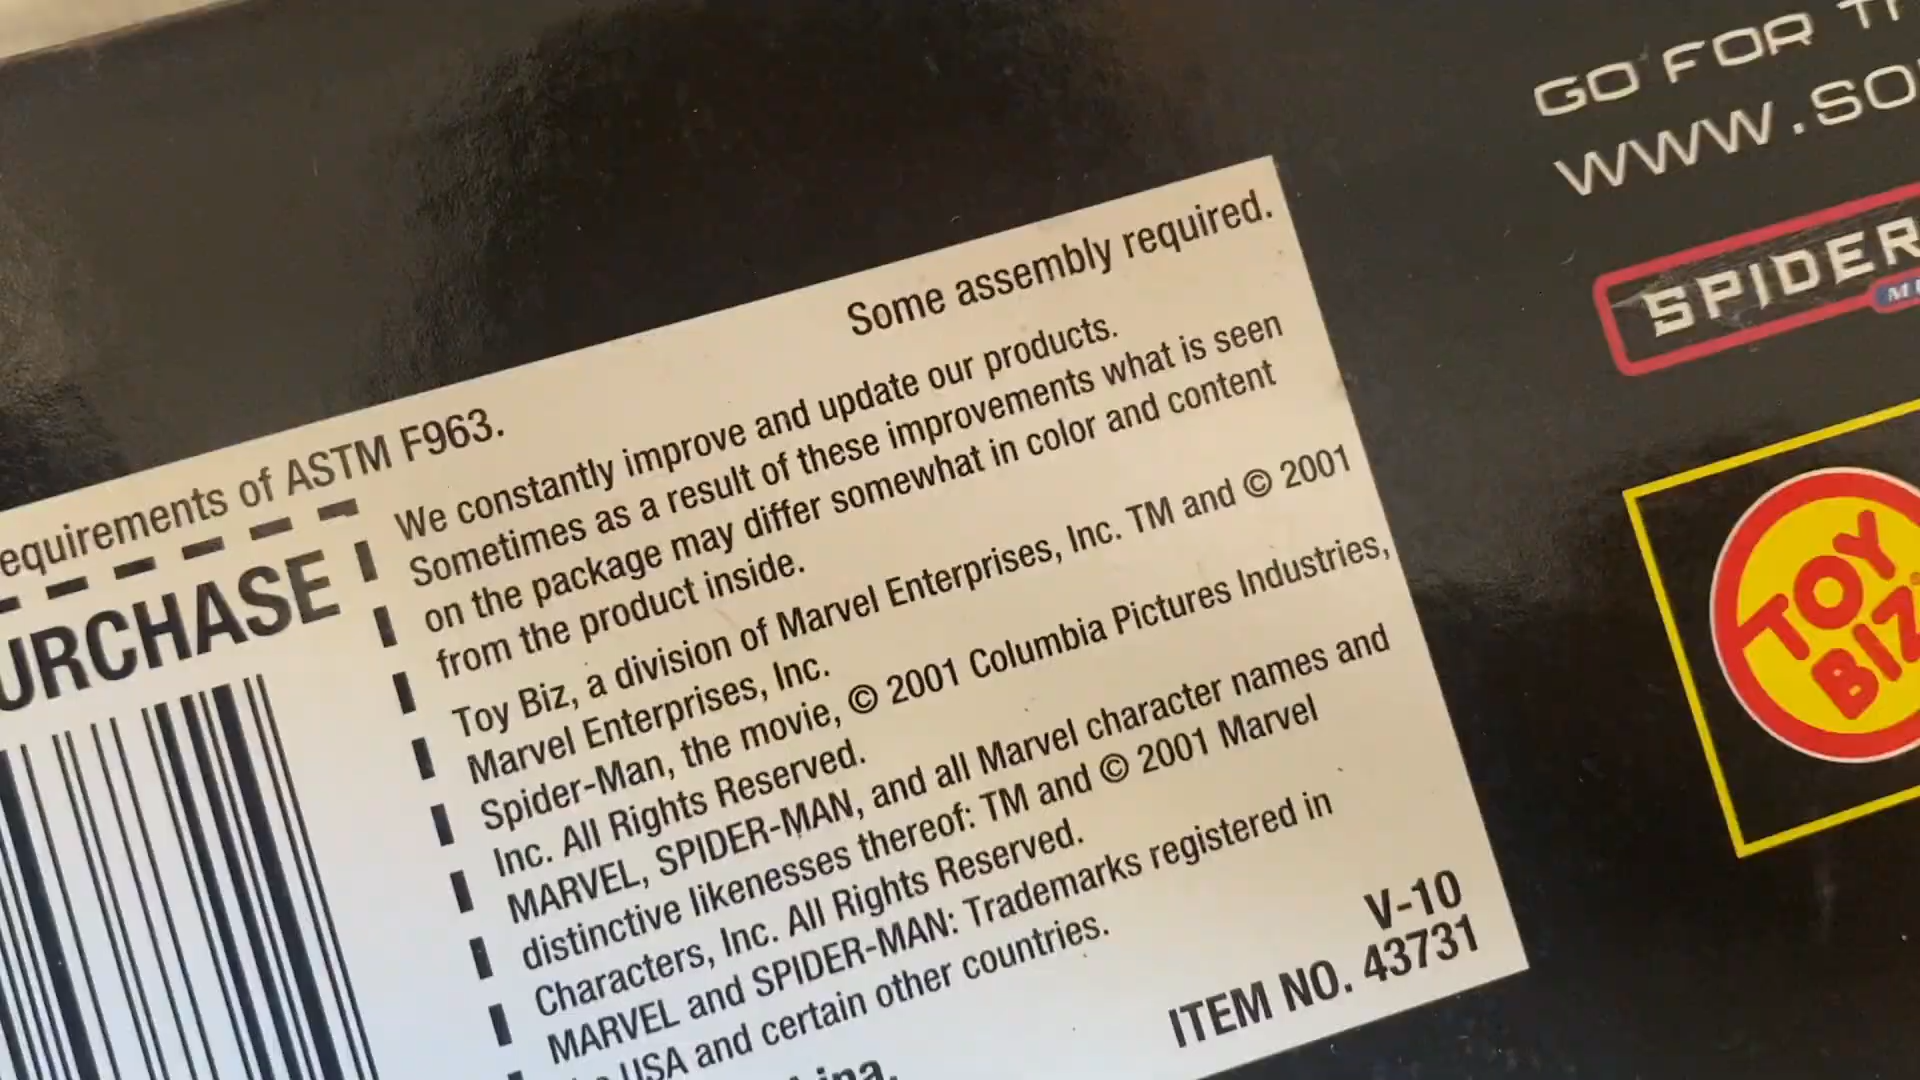 GO FOR
WWW.SO
SPIDER
TOY
BIZ
Some assembly required.
equirements of ASTM F963.
URCHASE
We constantly improve and update our products.
Sometimes as a result of these improvements what is seen
on the package may differ somewhat in color and content
from the product inside.
Toy Biz, a division of Marvel Enterprises, Inc. TM and © 2001
Marvel Enterprises, Inc.
Spider-Man, the movie, © 2001 Columbia Pictures Industries,
Inc. All Rights Reserved.
MARVEL, SPIDER-MAN, and all Marvel character names and
distinctive likenesses thereof: TM and © 2001 Marvel
Characters, Inc. All Rights Reserved.
MARVEL and SPIDER-MAN: Trademarks registered in
USA and certain other countries.
V-10
ITEM NO. 43731